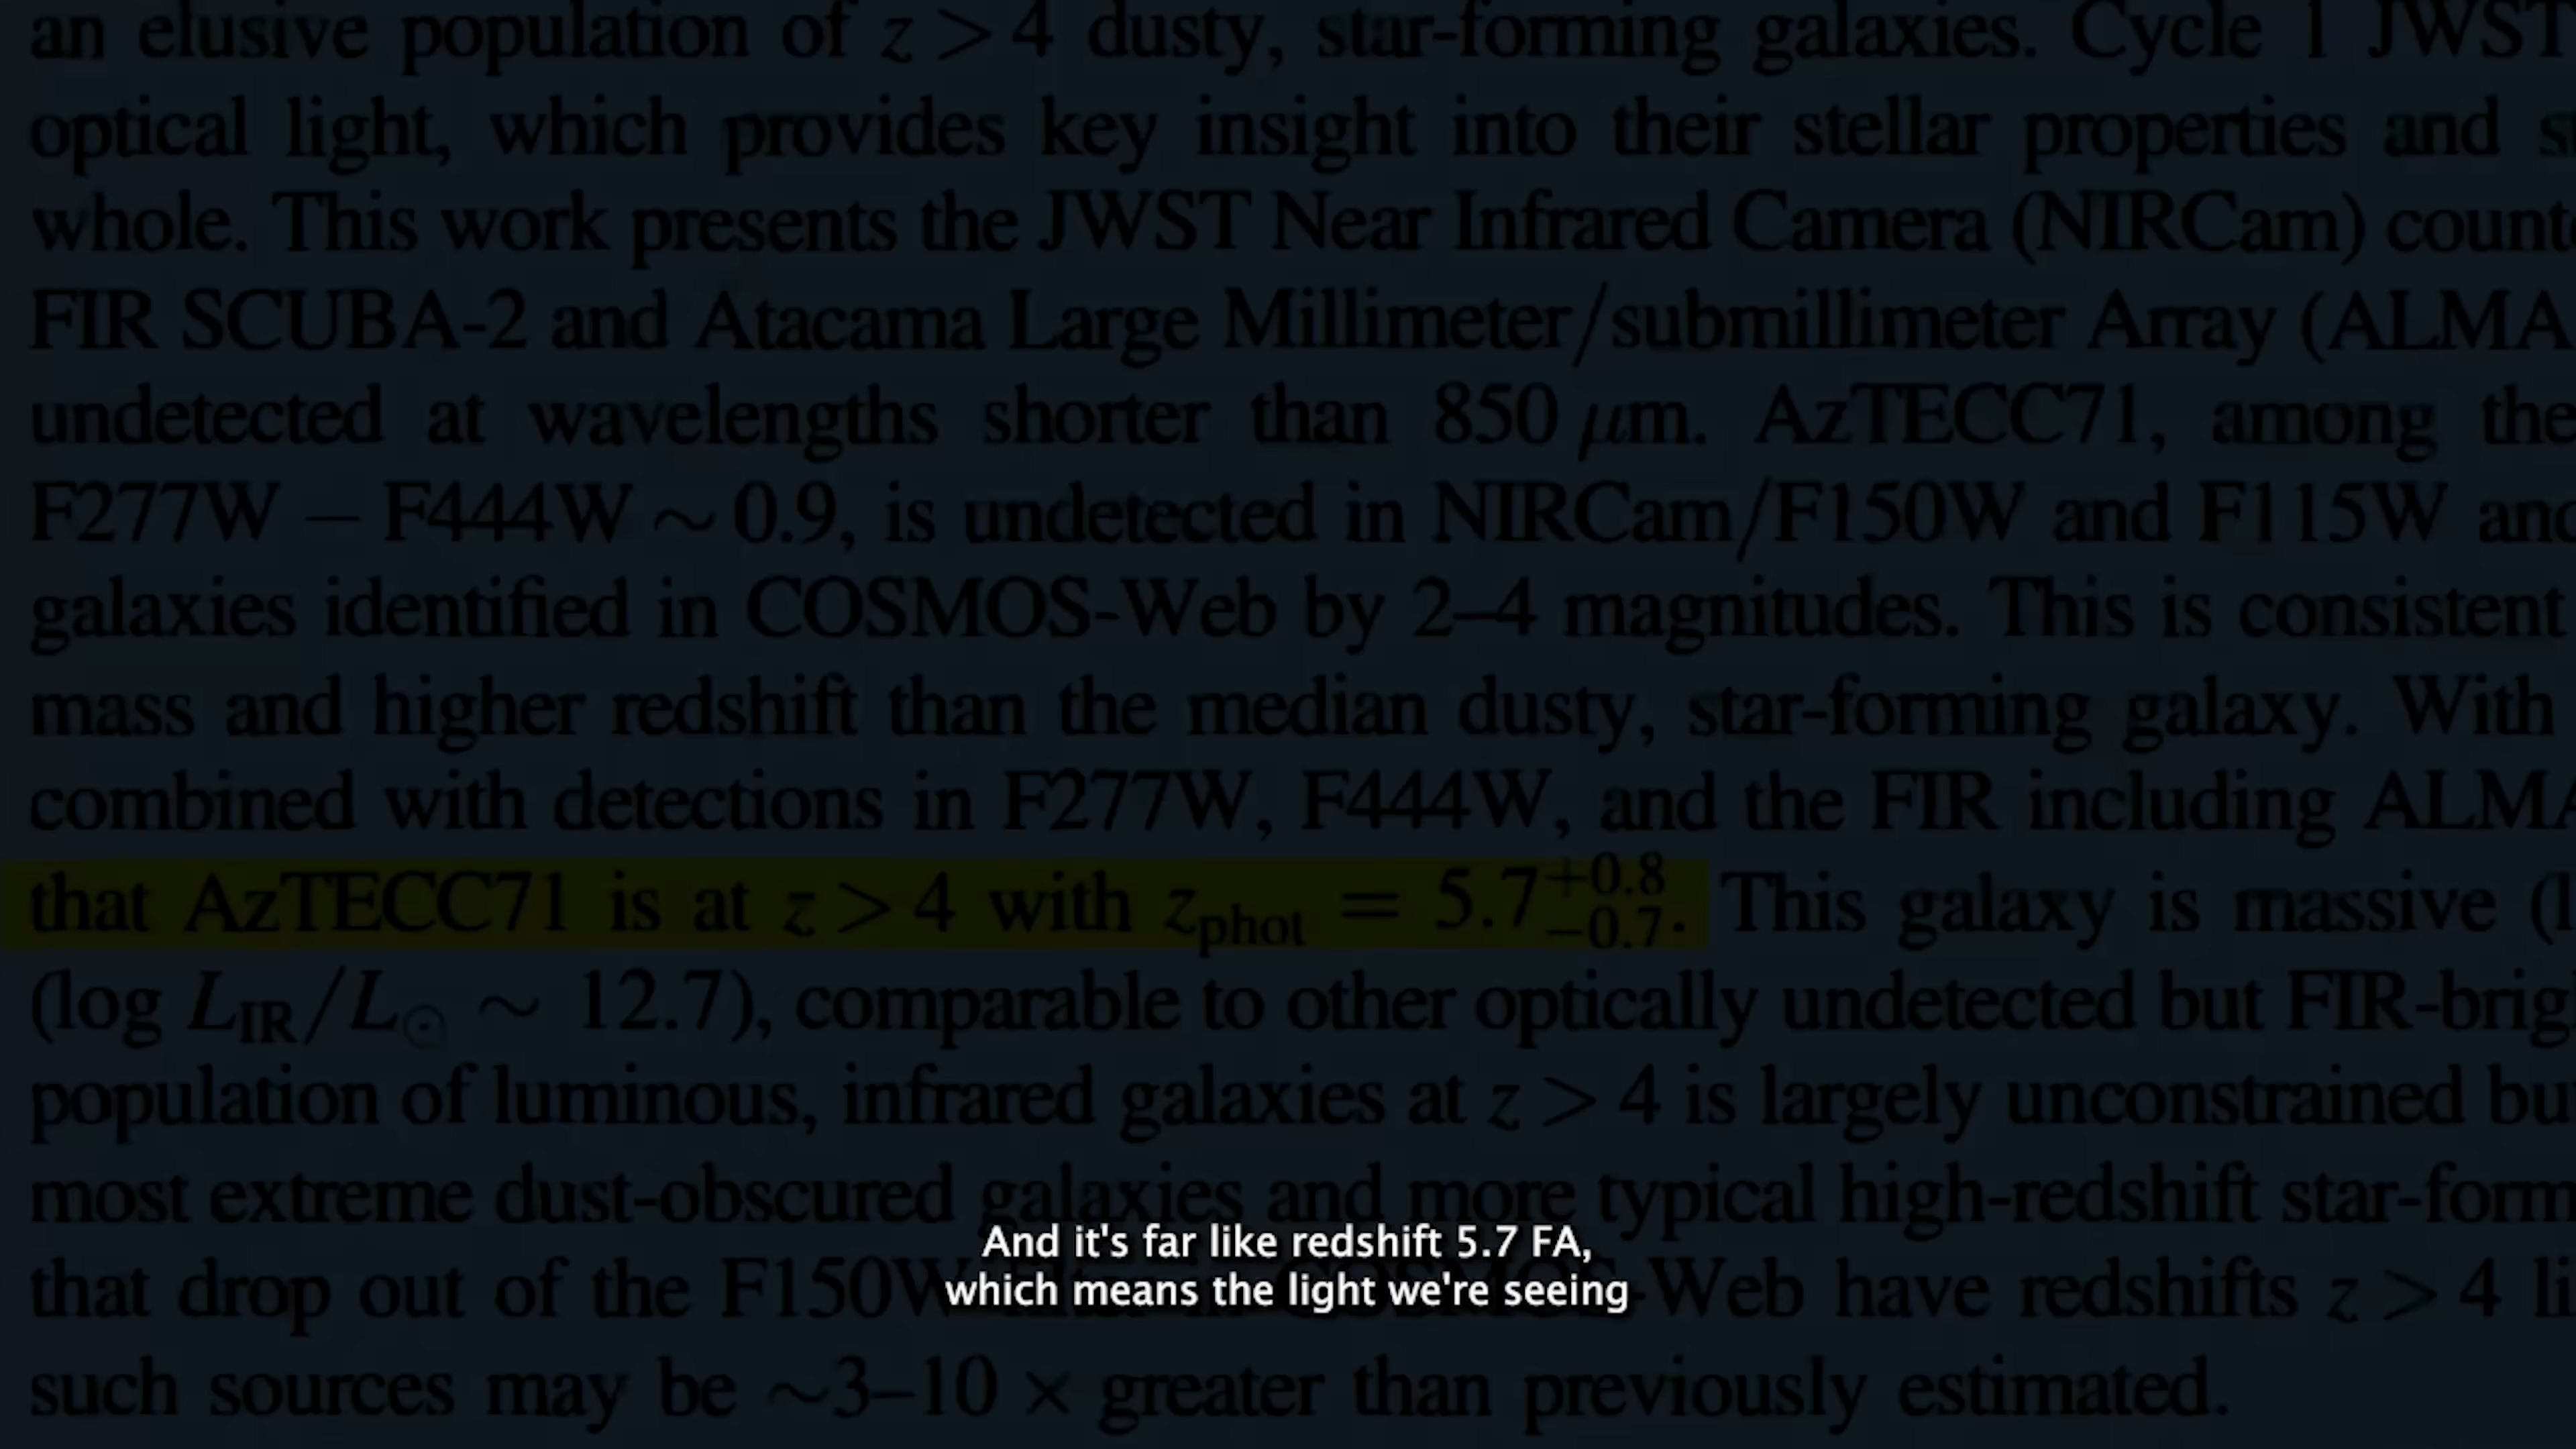 an elusive population of z > 4 dusty, star-forming galaxies. Cycle 1 JWST
optical light, which provides key insight into their stellar properties and
whole. This work presents the JWST Near Infrared Camera (NIRCam)
FIR SCUBA-2 and Atacama Large Millimeter/submillimeter Array (ALMA
undetected at wavelengths shorter than 850 μm. AzTECC71, among the
F277W − F444W ~ 0.9, is undetected in NIRCam/F150W and F115W and
galaxies identified in COSMOS-Web by 2–4 magnitudes. This is consistent
mass and higher redshift than the median dusty, star-forming galaxy. With
combined with detections in F277W, F444W, and the FIR including ALMA
that AzTECC71 is at z > 4 with z_phot = 5.7^{+0.8}_{−0.7}. This galaxy is massive (
(log L_IR/L_⊙ ~ 12.7), comparable to other optically undetected but
population of luminous, infrared galaxies at z > 4 is largely unconstrained
most extreme dust-obscured galaxies and more typical high-redshift
that drop out of the F150W -Web have redshifts z > 4
such sources may be ~3–10 × greater than previously estimated.
And it's far like redshift 5.7 FA,
which means the light we're seeing